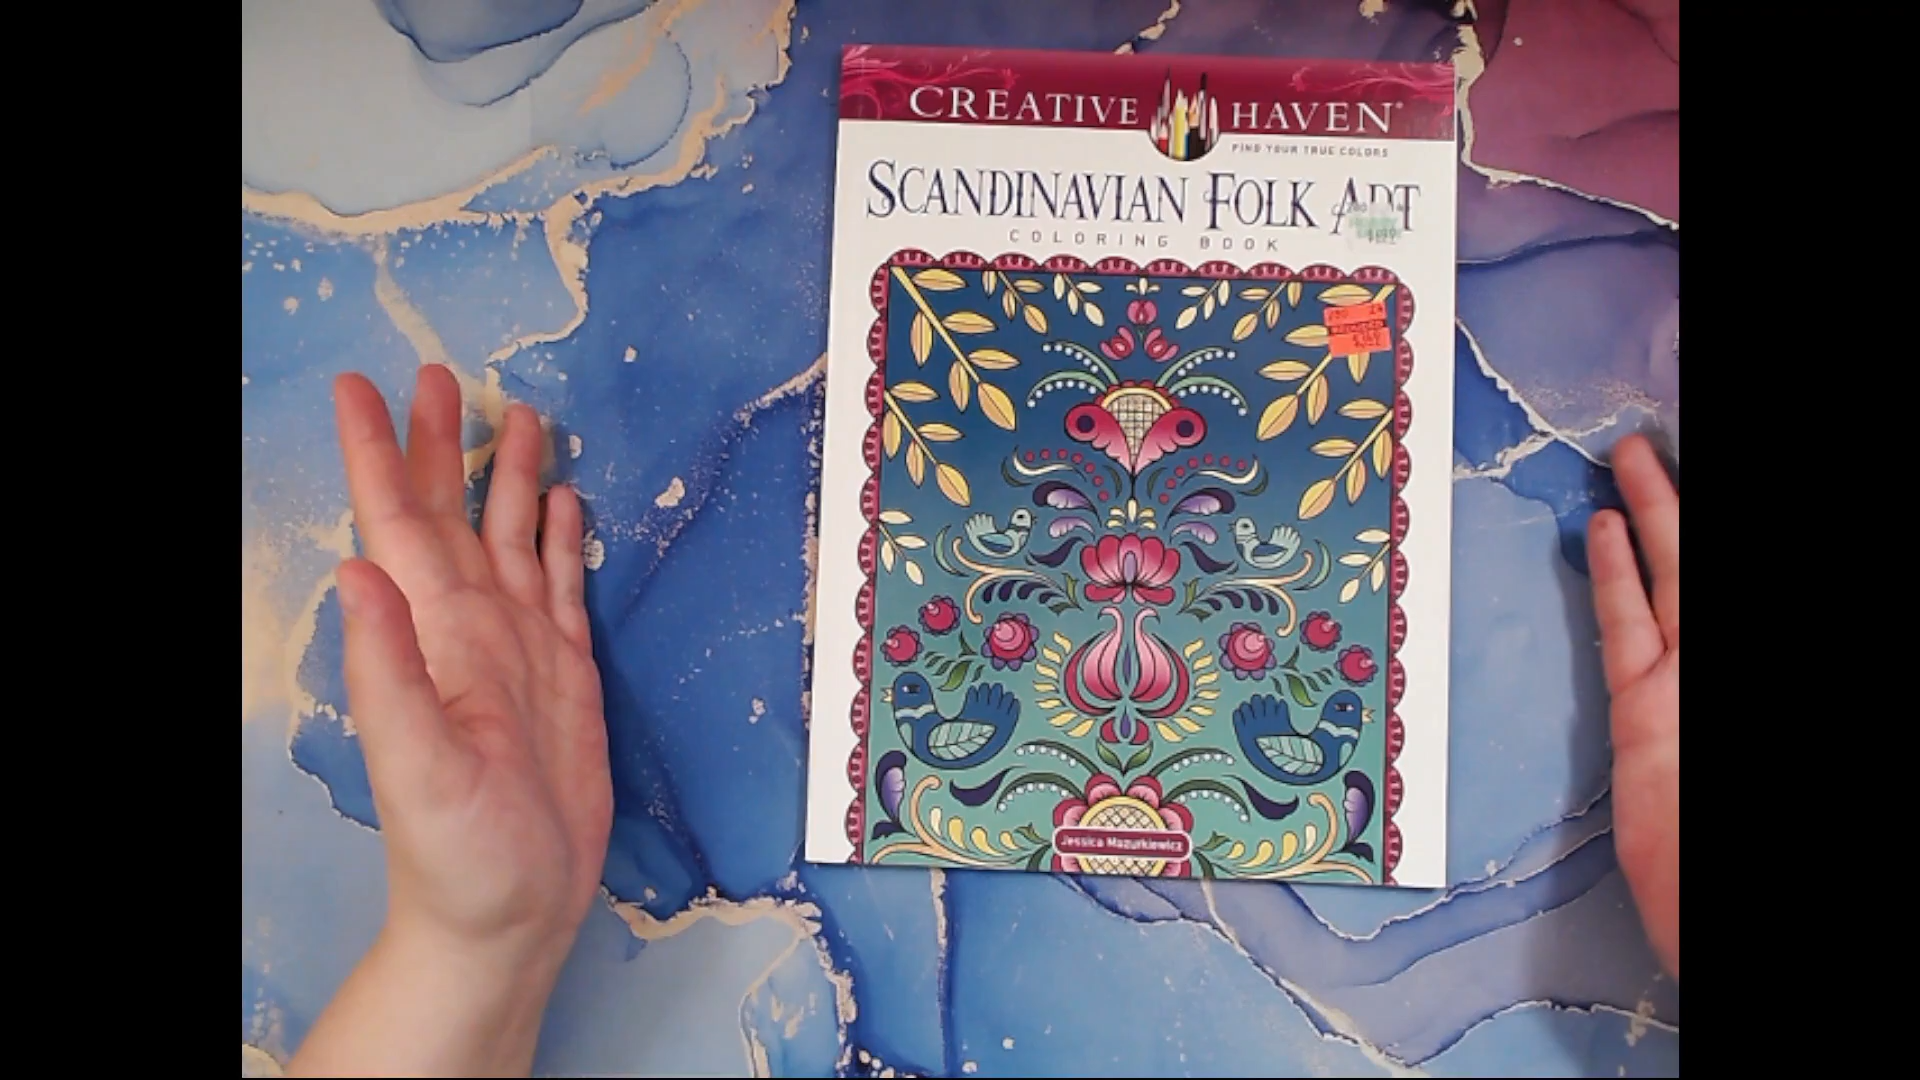 CREATIVE HAVEN®
FIND YOUR TRUE COLORS
SCANDINAVIAN FOLK ART
COLORING BOOK
Jessica Mazurkiewicz